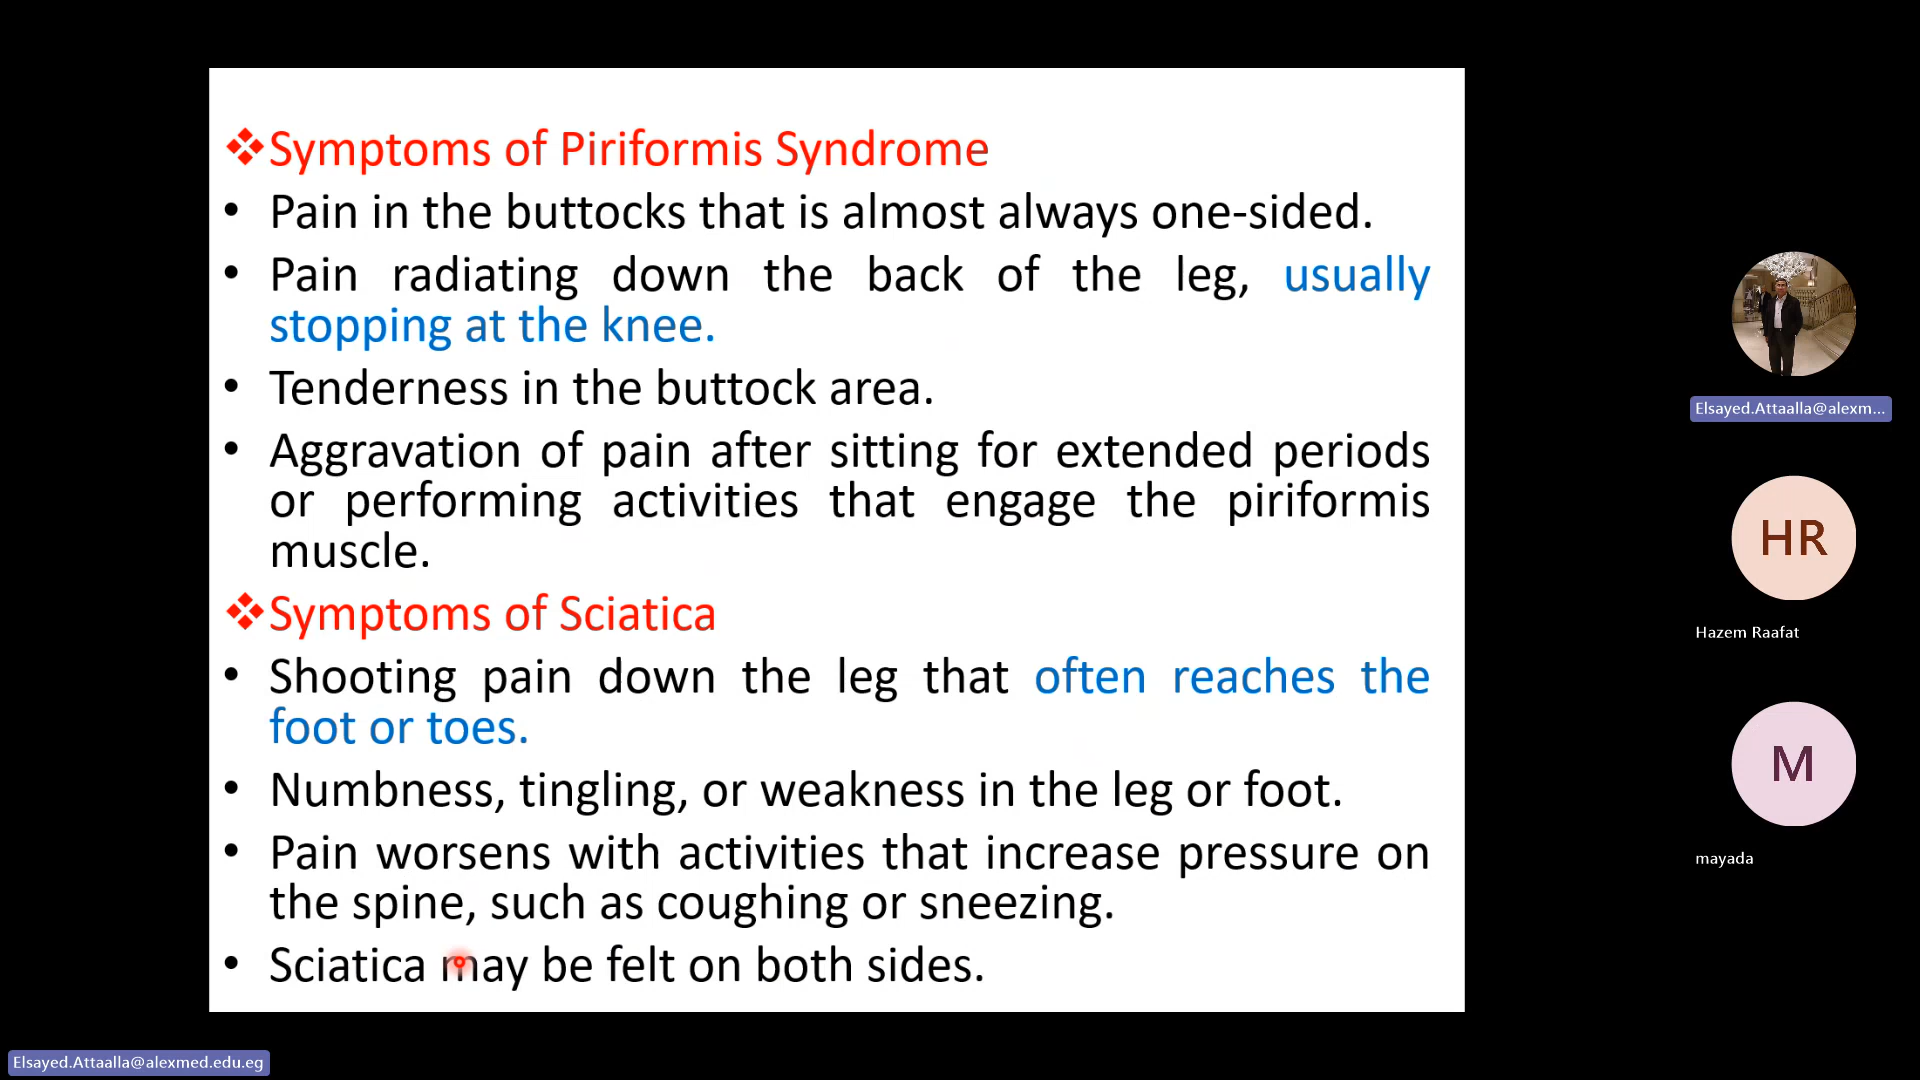 ❖Symptoms of Piriformis Syndrome
• Pain in the buttocks that is almost always one-sided.
• Pain radiating down the back of the leg, usually
stopping at the knee.
• Tenderness in the buttock area.
• Aggravation of pain after sitting for extended periods
or performing activities that engage the piriformis
muscle.
❖Symptoms of Sciatica
• Shooting pain down the leg that often reaches the
foot or toes.
• Numbness, tingling, or weakness in the leg or foot.
• Pain worsens with activities that increase pressure on
the spine, such as coughing or sneezing.
• Sciatica may be felt on both sides.
Elsayed.Attaalla@alexm...
HR
Hazem Raafat
M
mayada
Elsayed.Attaalla@alexmed.edu.eg